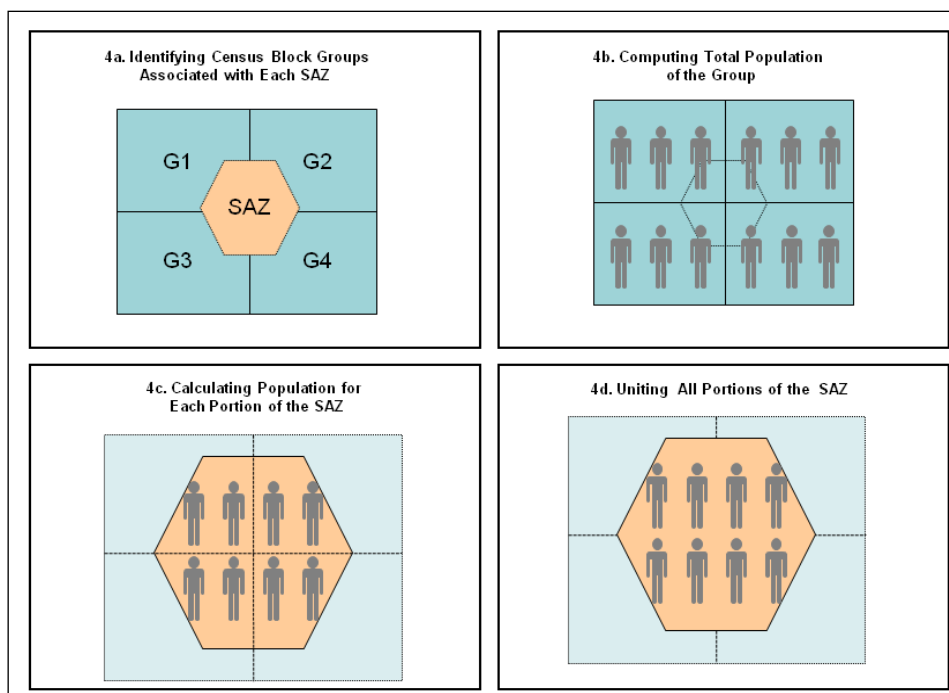 4a. Identifying Census Block Groups
Associated with Each SAZ
G1
G2
SAZ
G3
G4
4b. Computing Total Population
of the Group
4c. Calculating Population for
Each Portion of the SAZ
4d. Uniting All Portions of the SAZ